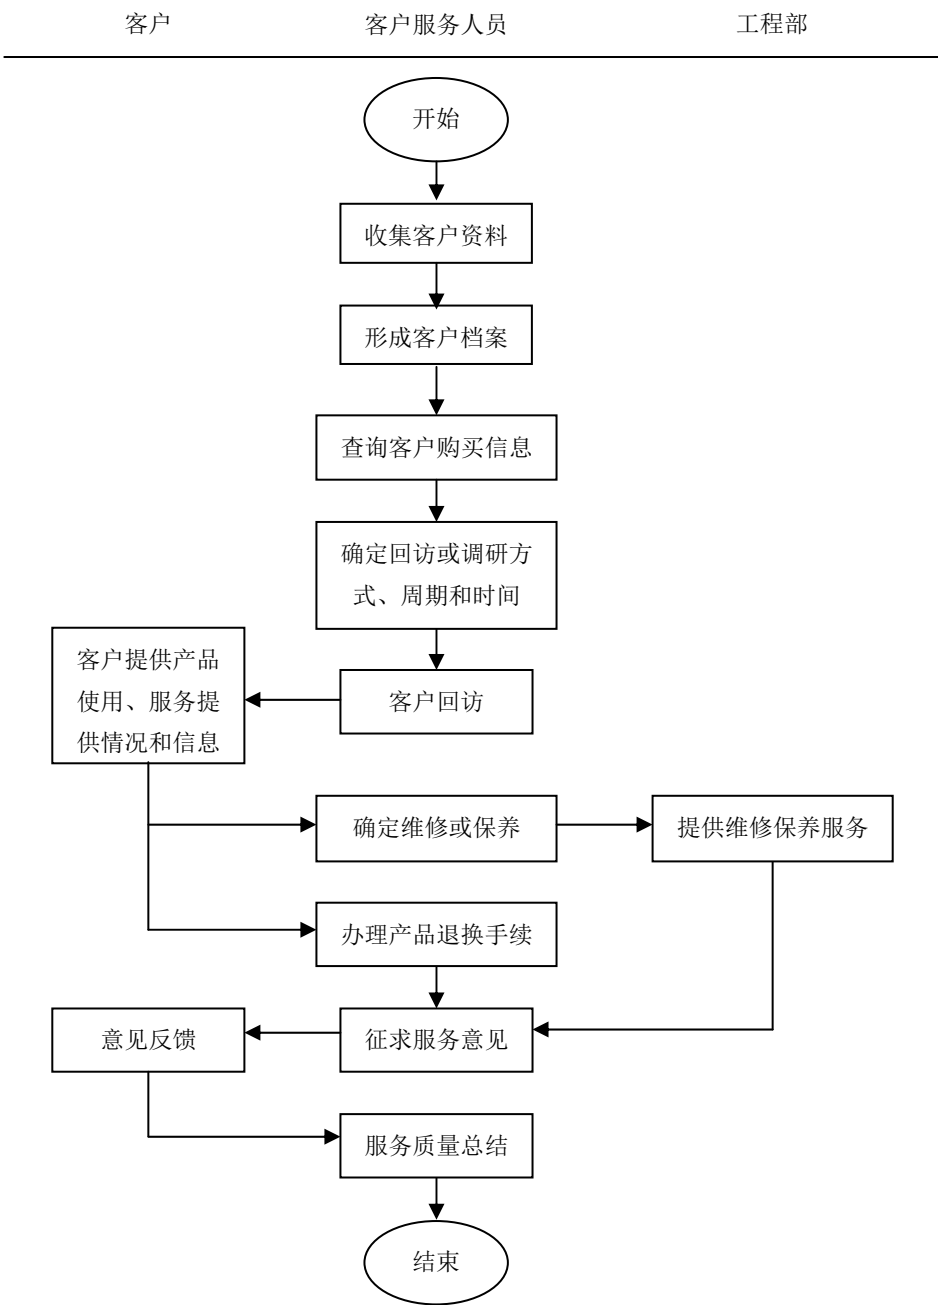 客户
客户服务人员
工程部
开始
收集客户资料
形成客户档案
查询客户购买信息
确定回访或调研方
式、周期和时间
客户提供产品
使用、服务提
供情况和信息
客户回访
确定维修或保养
提供维修保养服务
办理产品退换手续
意见反馈
征求服务意见
服务质量总结
结束